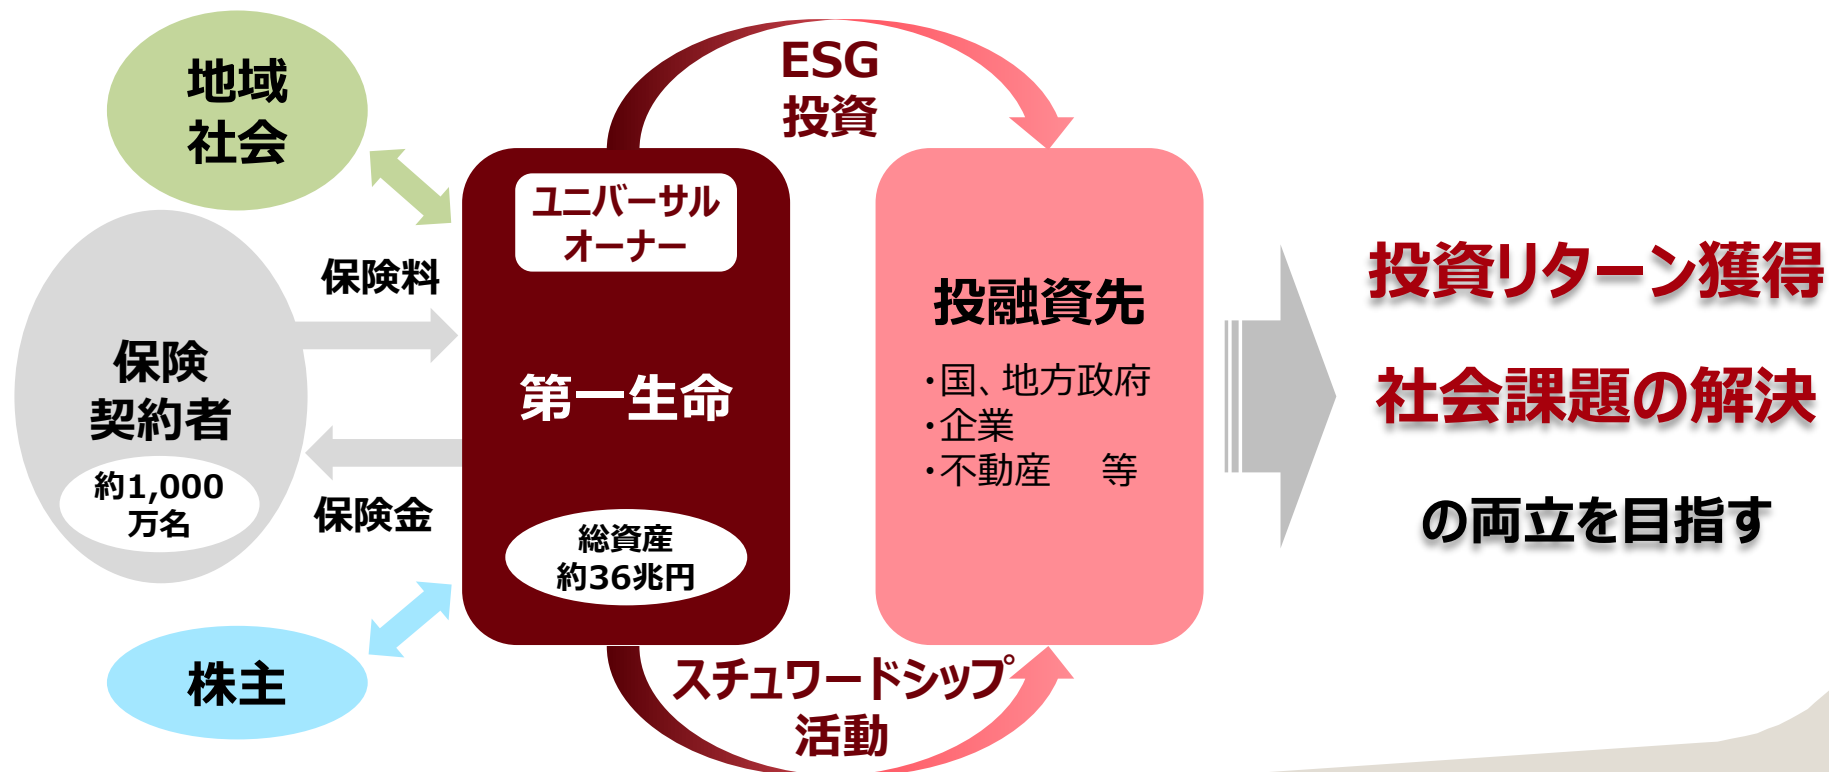 地域
社会
保険
契約者
約1,000
万名
株主
保険料
保険金
ESG
投資
ユニバーサル
オーナー
第一生命
総資産
約36兆円
スチュワードシップ
活動
投融資先
・国、地方政府
・企業
・不動産　等
投資リターン獲得
社会課題の解決
の両立を目指す